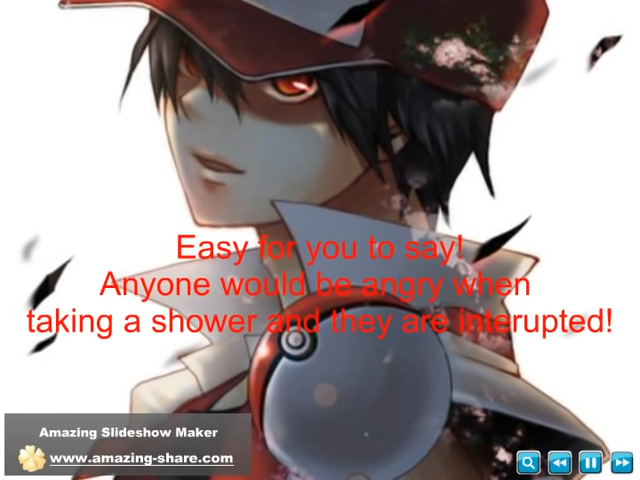 Easy for you to say!
Anyone would be angry when
taking a shower and they are interupted!
Amazing Slideshow Maker
www.amazing-share.com